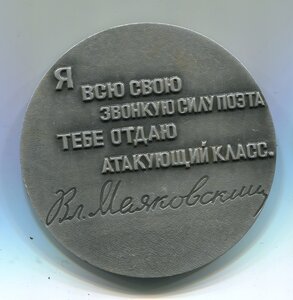 Я
ВСЮ СВОЮ
ЗВОНКУЮ СИЛУ ПОЭТА
ТЕБЕ ОТДАЮ
АТАКУЮЩИЙ КЛАСС.
Вл. Маяковский